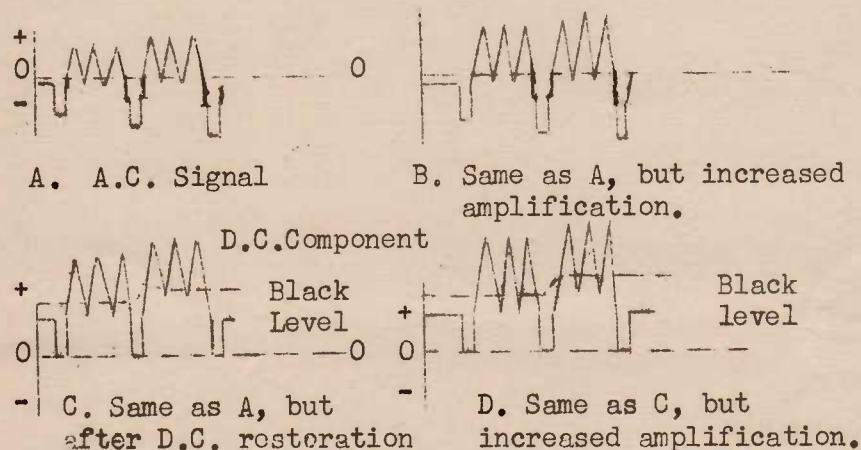 +
0
-
0
A. A.C. Signal
B. Same as A, but increased
amplification.
D.C.Component
+
Black
Level
0
-
0
0
+
-
Black
level
C. Same as A, but
after D.C. restoration
D. Same as C, but
increased amplification.